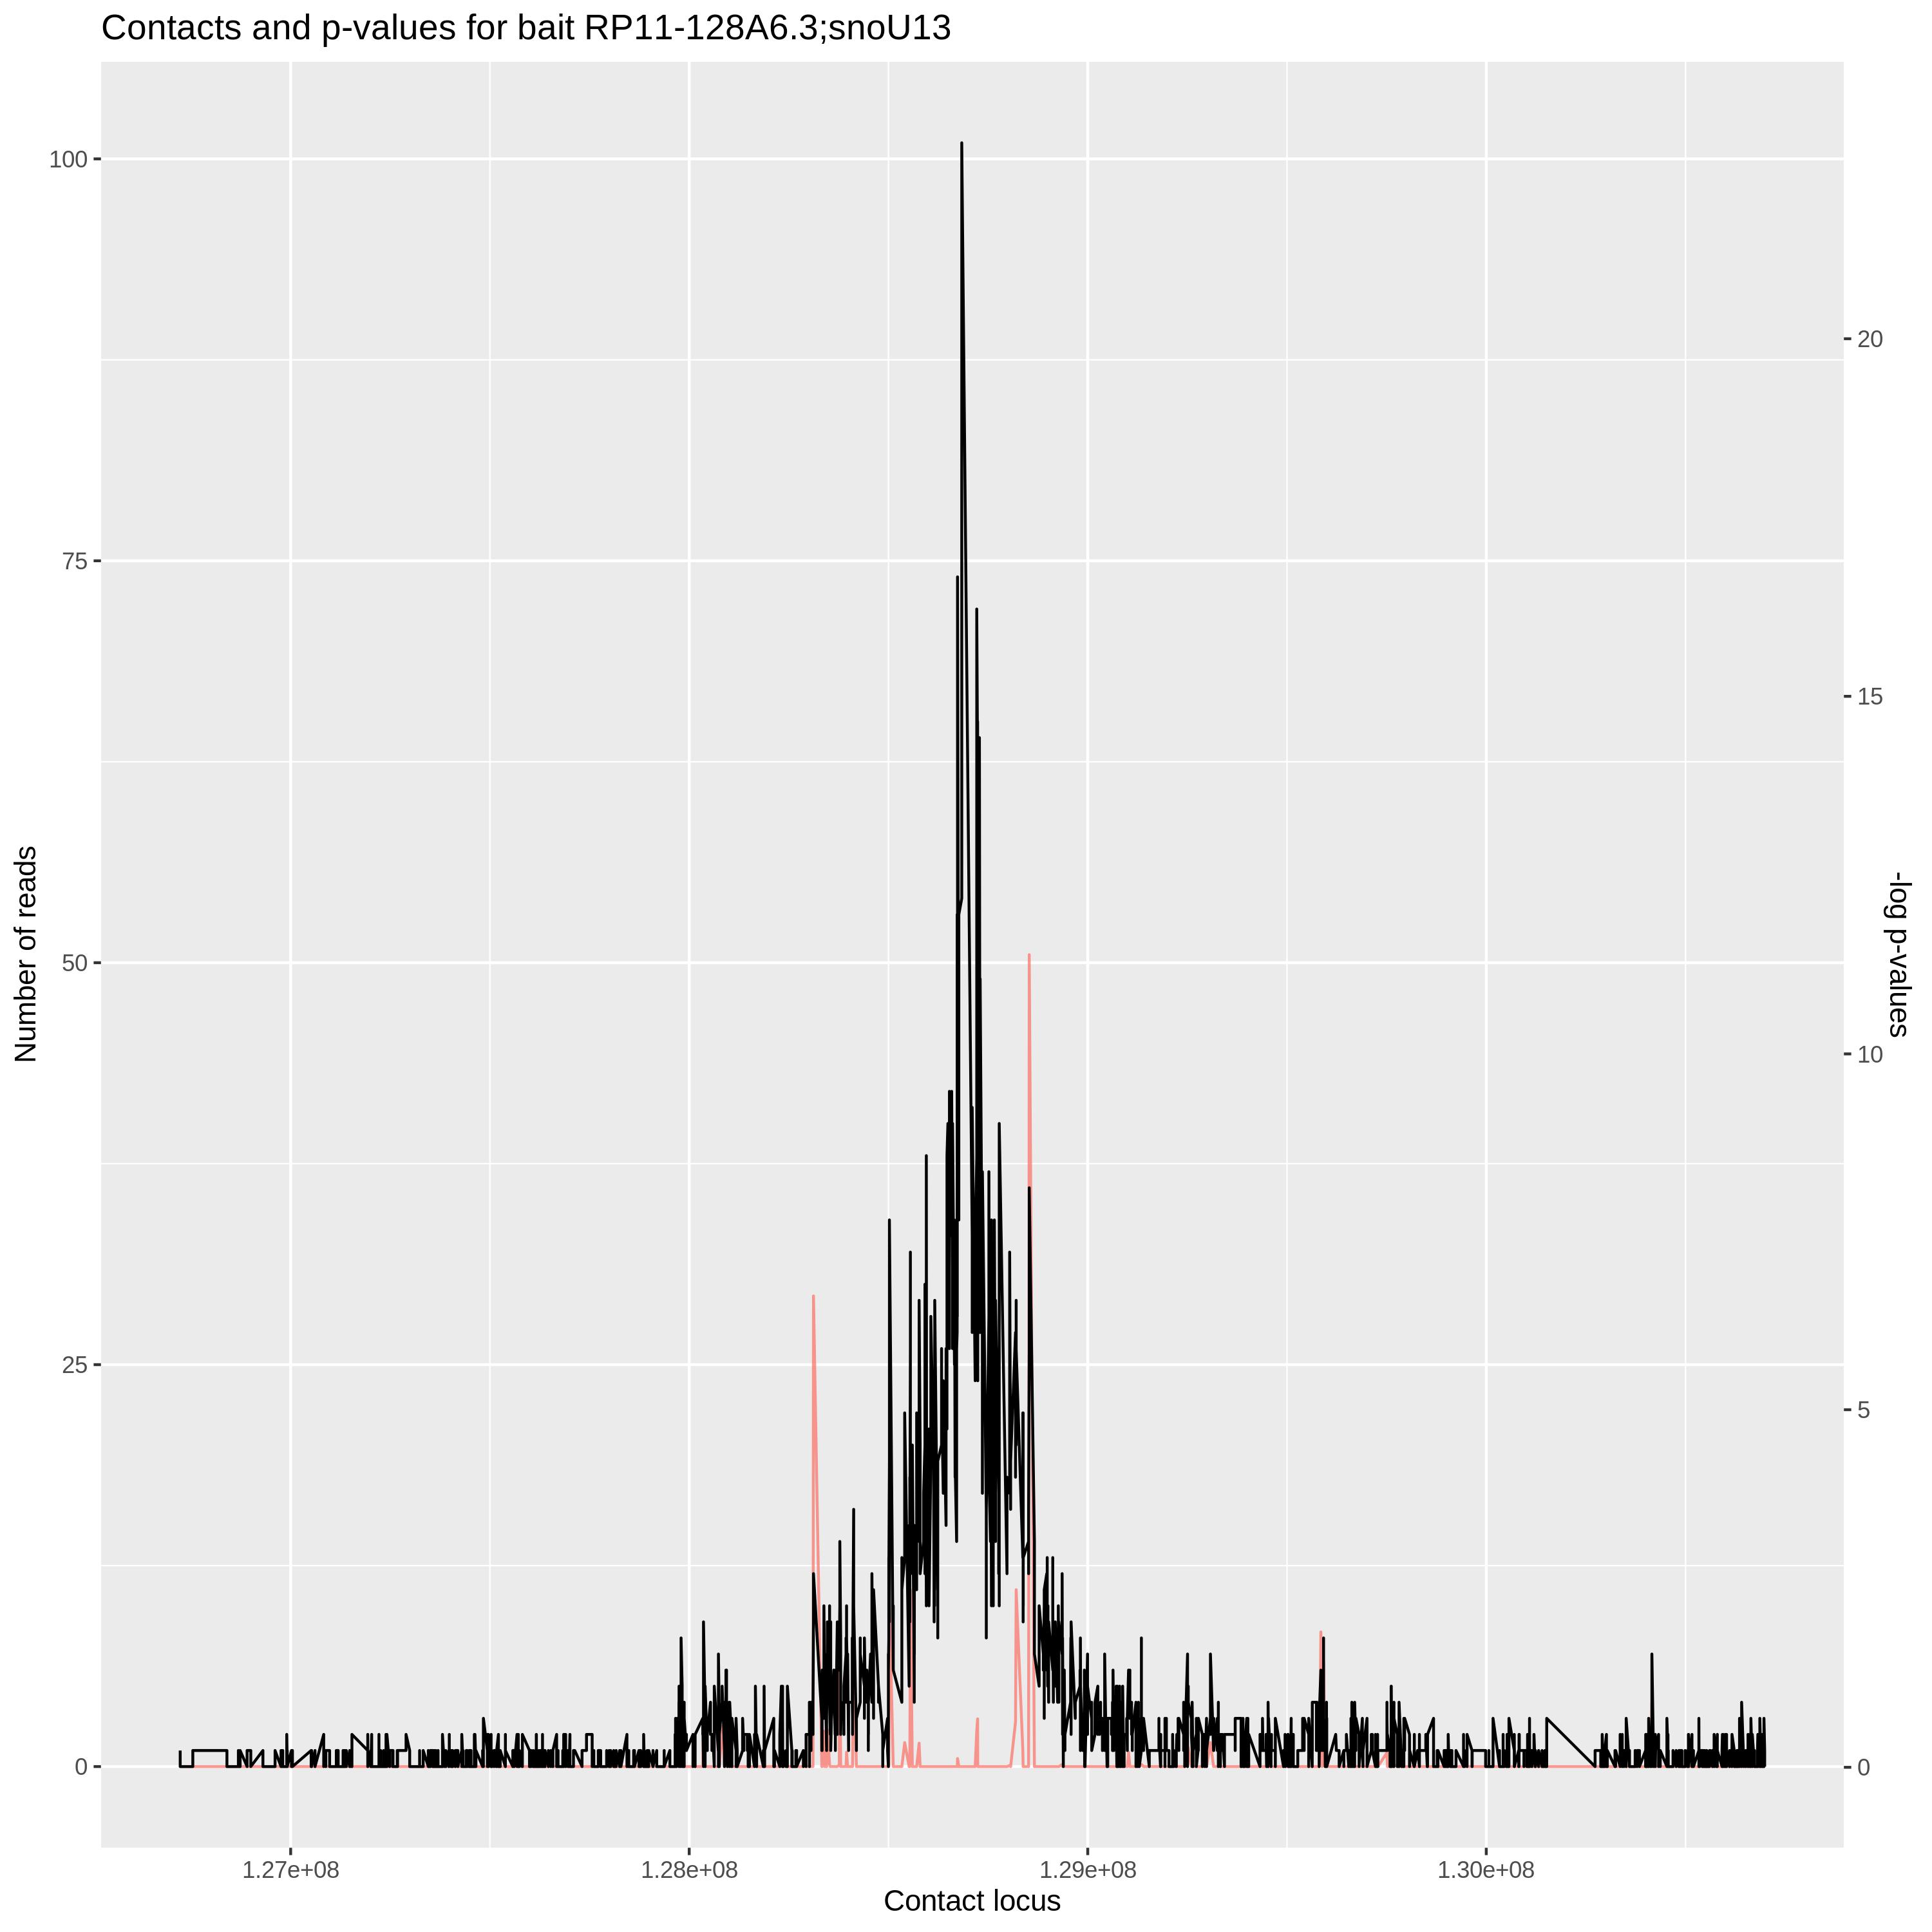 Contacts and p-values for bait RP11-128A6.3;snoU13
100
75
50
25
0
Number of reads
20
15
10
5
0
-log p-values
1.27e+08
1.28e+08
1.29e+08
1.30e+08
Contact locus